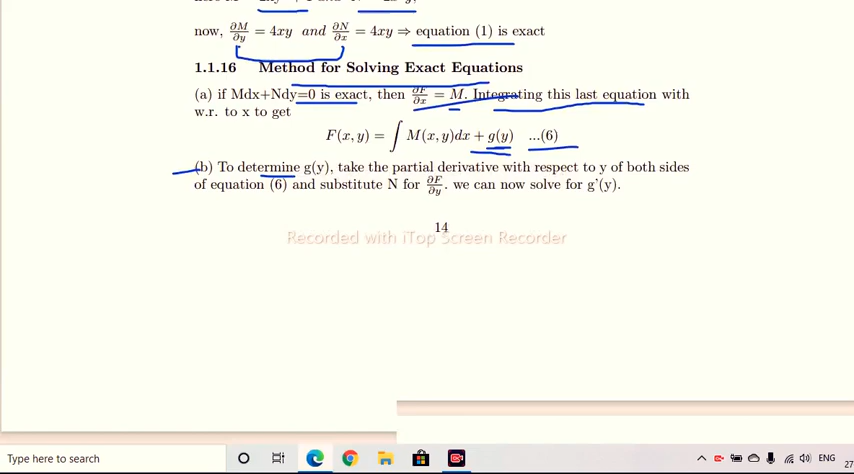 now, ∂M/∂y = 4xy and ∂N/∂x = 4xy ⇒ equation (1) is exact
1.1.16 Method for Solving Exact Equations
(a) if Mdx+Ndy=0 is exact, then ∂F/∂x = M. Integrating this last equation with
w.r. to x to get
F(x, y) = ∫ M(x, y)dx + g(y) ...(6)
(b) To determine g(y), take the partial derivative with respect to y of both sides
of equation (6) and substitute N for ∂F/∂y. we can now solve for g'(y).
14
Recorded with iTop Screen Recorder
Type here to search
ENG
27